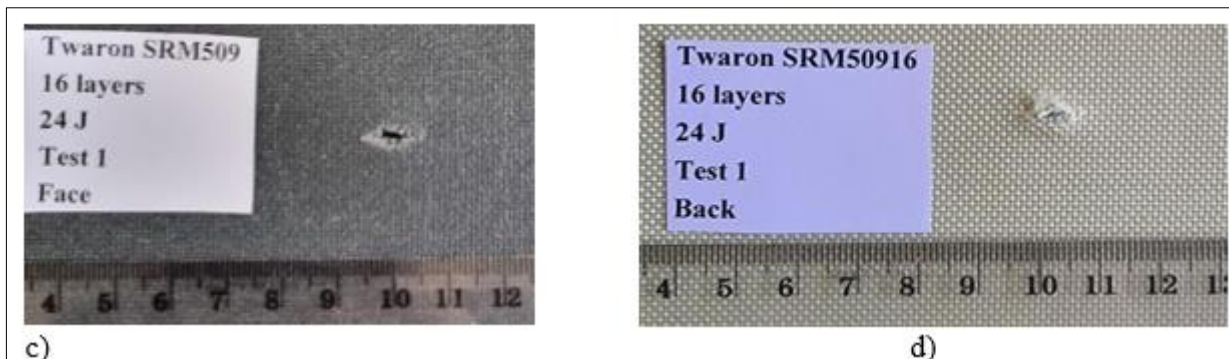 Twaron SRM509
16 layers
24 J
Test 1
Face
4 5 6 7 8 9 10 11 12
c)
Twaron SRM50916
16 layers
24 J
Test 1
Back
4 5 6 7 8 9 10 11 12
d)